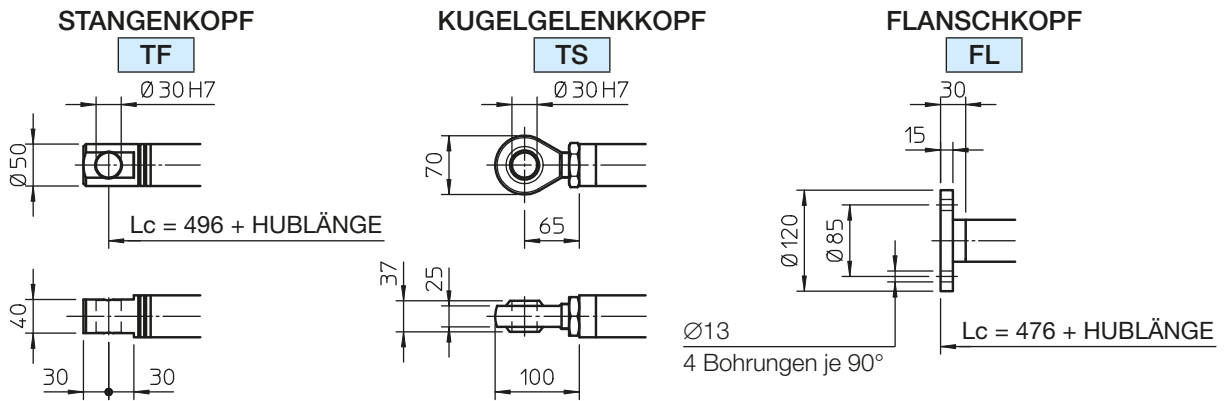 STANGENKOPF
TF
Ø 30 H7
Ø 50
Lc = 496 + HUBLÄNGE
40
30 30
KUGELGELENKKOPF
TS
Ø 30 H7
70
65
37
25
100
FLANSCHKOPF
FL
30
15
Ø 120
Ø 85
Ø13
4 Bohrungen je 90°
Lc = 476 + HUBLÄNGE